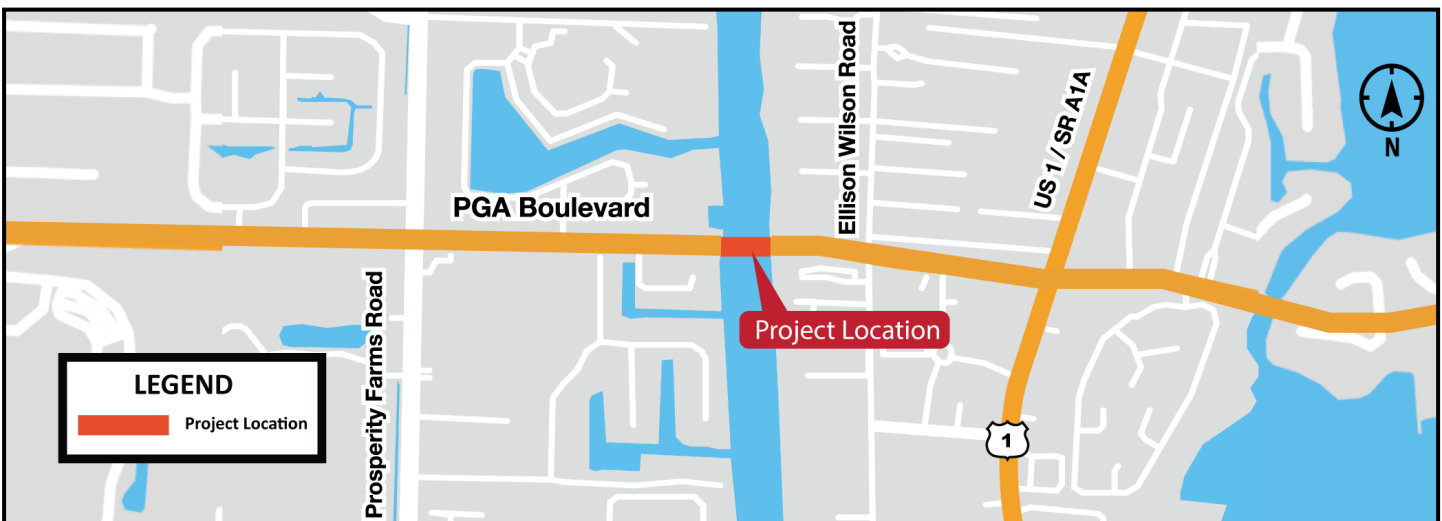 Ellison Wilson Road
US 1 / SR A1A
N
PGA Boulevard
Project Location
Prosperity Farms Road
LEGEND
Project Location
1